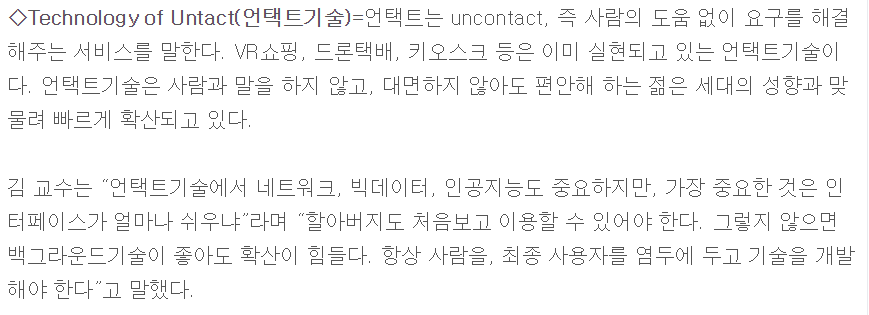 ◇Technology of Untact(언택트기술)=언택트는 uncontact, 즉 사람의 도움 없이 요구를 해결
해주는 서비스를 말한다. VR쇼핑, 드론택배, 키오스크 등은 이미 실현되고 있는 언택트기술이
다. 언택트기술은 사람과 말을 하지 않고, 대면하지 않아도 편안해 하는 젊은 세대의 성향과 맞
물려 빠르게 확산되고 있다.
김 교수는 “언택트기술에서 네트워크, 빅데이터, 인공지능도 중요하지만, 가장 중요한 것은 인
터페이스가 얼마나 쉬우냐”라며 “할아버지도 처음보고 이용할 수 있어야 한다. 그렇지 않으면
백그라운드기술이 좋아도 확산이 힘들다. 항상 사람을, 최종 사용자를 염두에 두고 기술을 개발
해야 한다”고 말했다.